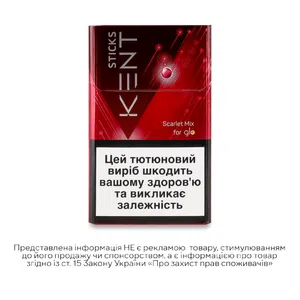 STICKS
KENT
Scarlet Mix
for glo
Цей тютюновий
виріб шкодить
вашому здоров'ю
та викликає
залежність
Представлена інформація НЕ є рекламою товару, стимулюванням
до його продажу чи спонсорством, а є інформацією про товар
згідно із ст. 15 Закону України «Про захист прав споживачів»